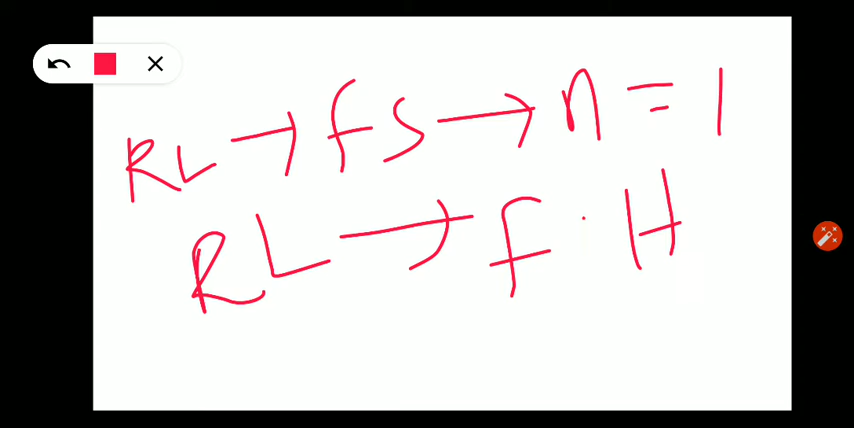 RL → fs → n = 1
RL → f · H